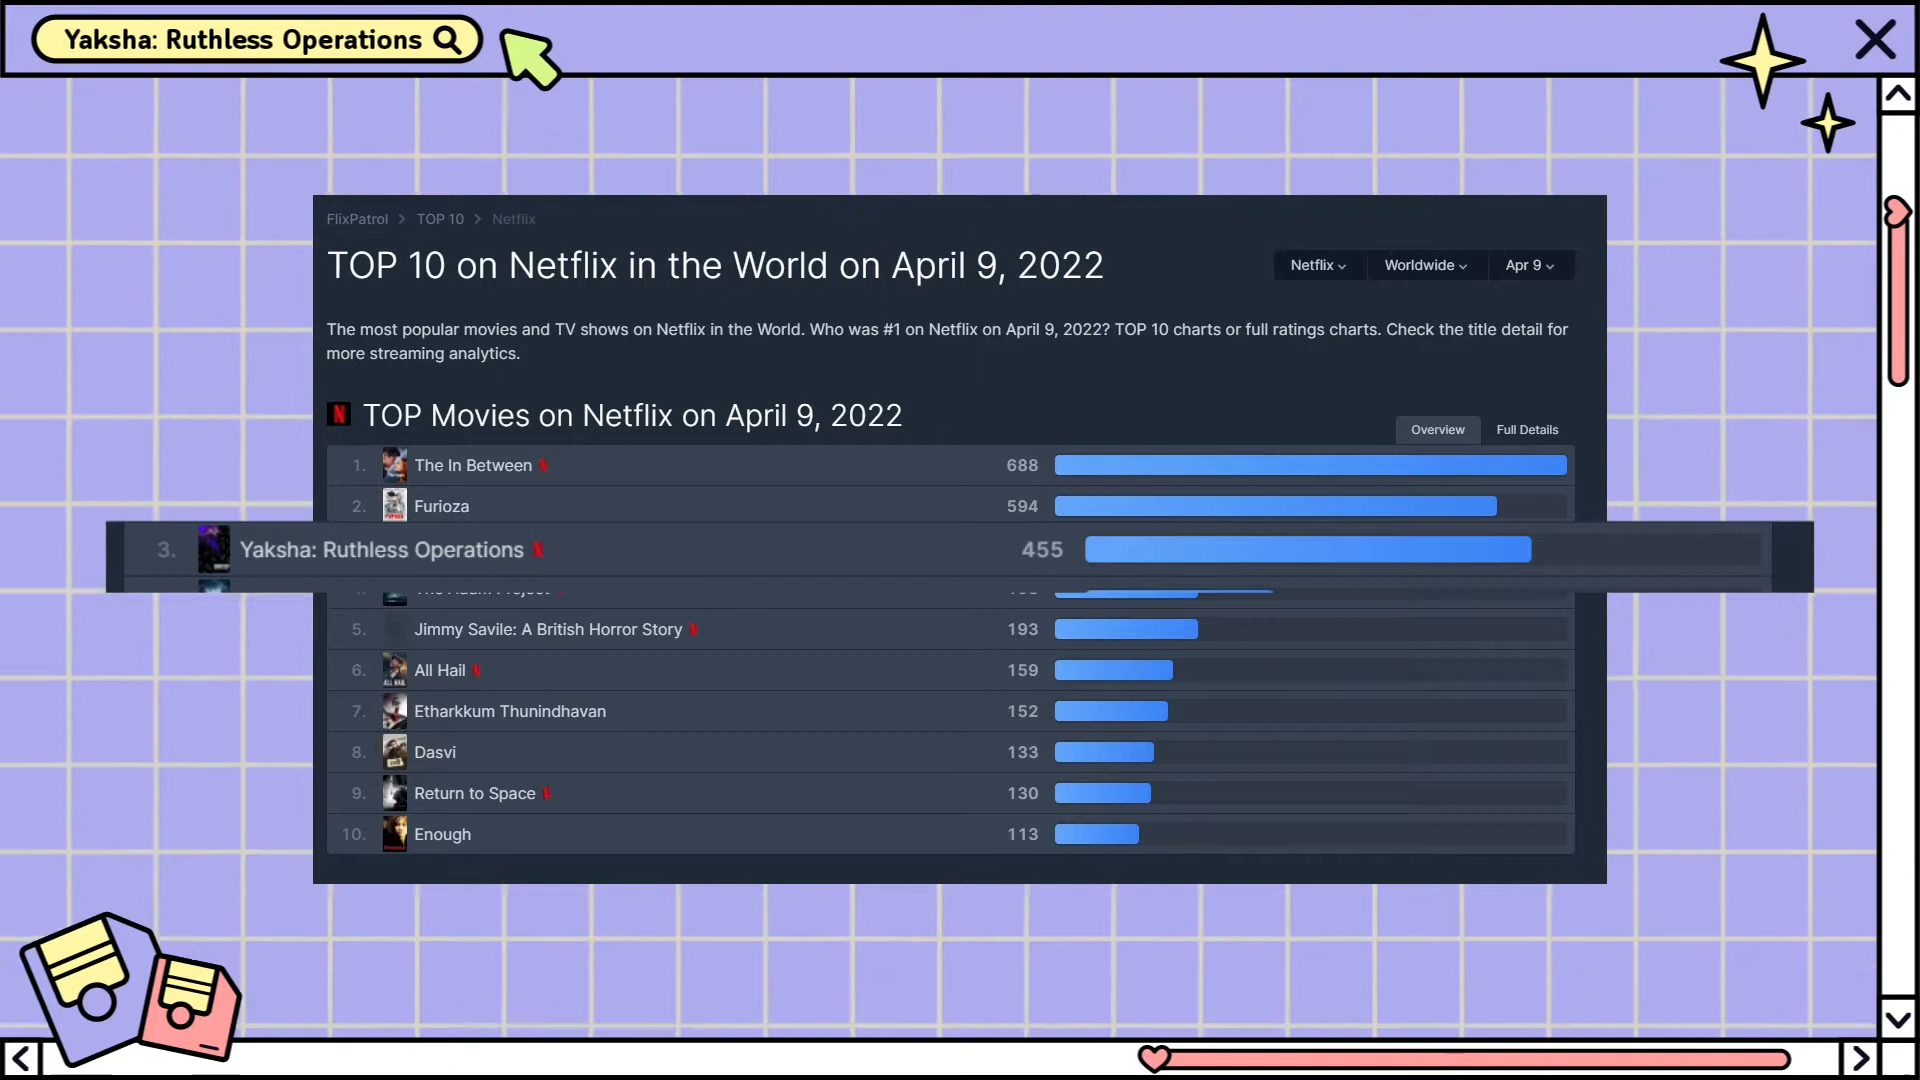 Yaksha: Ruthless Operations
FlixPatrol > TOP 10 > Netflix
TOP 10 on Netflix in the World on April 9, 2022
Netflix Worldwide Apr 9
The most popular movies and TV shows on Netflix in the World. Who was #1 on Netflix on April 9, 2022? TOP 10 charts or full ratings charts. Check the title detail for
more streaming analytics.
N TOP Movies on Netflix on April 9, 2022
Overview Full Details
1. The In Between N 688
2. Furioza 594
3. Yaksha: Ruthless Operations N 455
5. Jimmy Savile: A British Horror Story N 193
6. All Hail N 159
7. Etharkkum Thunindhavan 152
8. Dasvi 133
9. Return to Space N 130
10. Enough 113